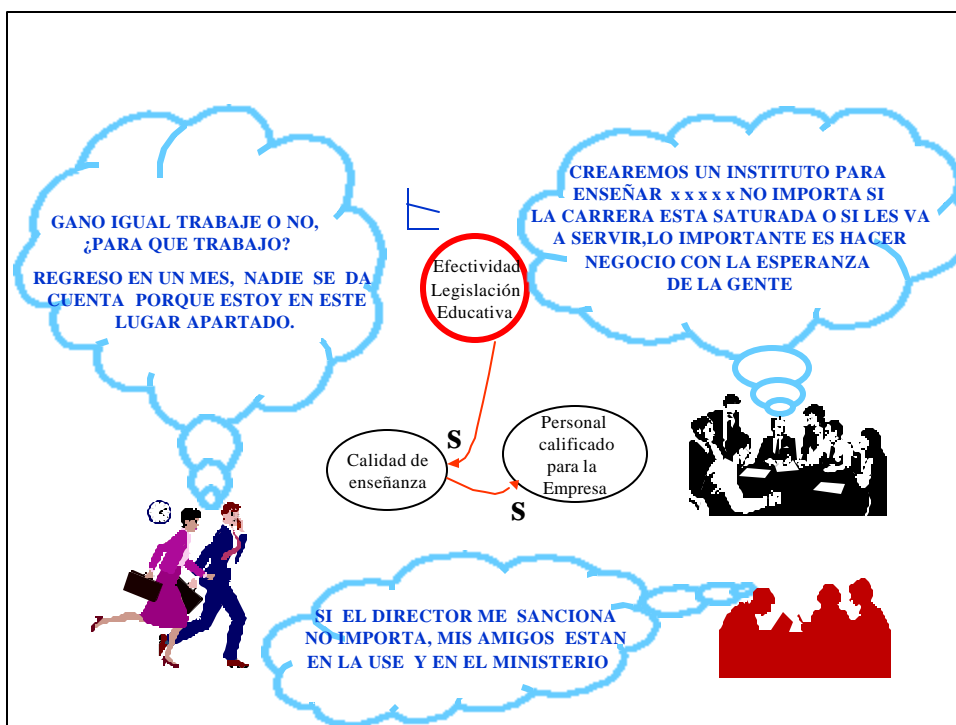 GANO IGUAL TRABAJE O NO,
¿PARA QUE TRABAJO?
REGRESO EN UN MES, NADIE SE DA
CUENTA PORQUE ESTOY EN ESTE
LUGAR APARTADO.
CREAREMOS UN INSTITUTO PARA
ENSEÑAR x x x x x NO IMPORTA SI
LA CARRERA ESTA SATURADA O SI LES VA
A SERVIR,LO IMPORTANTE ES HACER
NEGOCIO CON LA ESPERANZA
DE LA GENTE
Efectividad
Legislación
Educativa
S
Calidad de
enseñanza
Personal
calificado
para la
Empresa
S
SI EL DIRECTOR ME SANCIONA
NO IMPORTA, MIS AMIGOS ESTAN
EN LA USE Y EN EL MINISTERIO